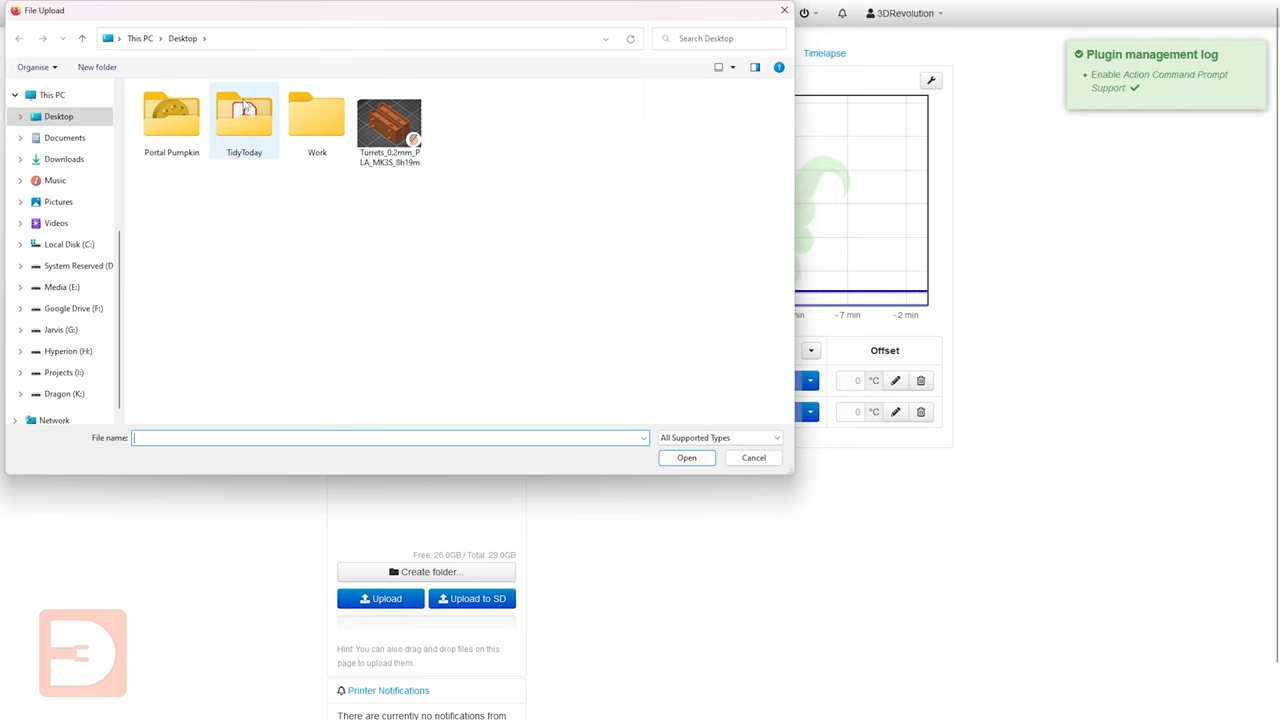 File Upload
This PC
Desktop
Search Desktop
Organise
New folder
This PC
Desktop
Documents
Downloads
Music
Pictures
Videos
Local Disk (C:)
System Reserved (D
Media (E:)
Google Drive (F:)
Jarvis (G:)
Hyperion (H:)
Projects (I:)
Dragon (K:)
Network
Portal Pumpkin
TidyToday
Work
Turrets_0.2mm_P
LA_MK3S_8h19m
File name:
All Supported Types
Open
Cancel
3DRevolution
Timelapse
Plugin management log
Enable Action Command Prompt
Support:
min
- 7 min
- 2 min
Offset
0 °C
0 °C
Free: 26.0GB / Total: 29.0GB
Create folder...
Upload
Upload to SD
Hint: You can also drag and drop files on this
page to upload them.
Printer Notifications
There are currently no notifications from